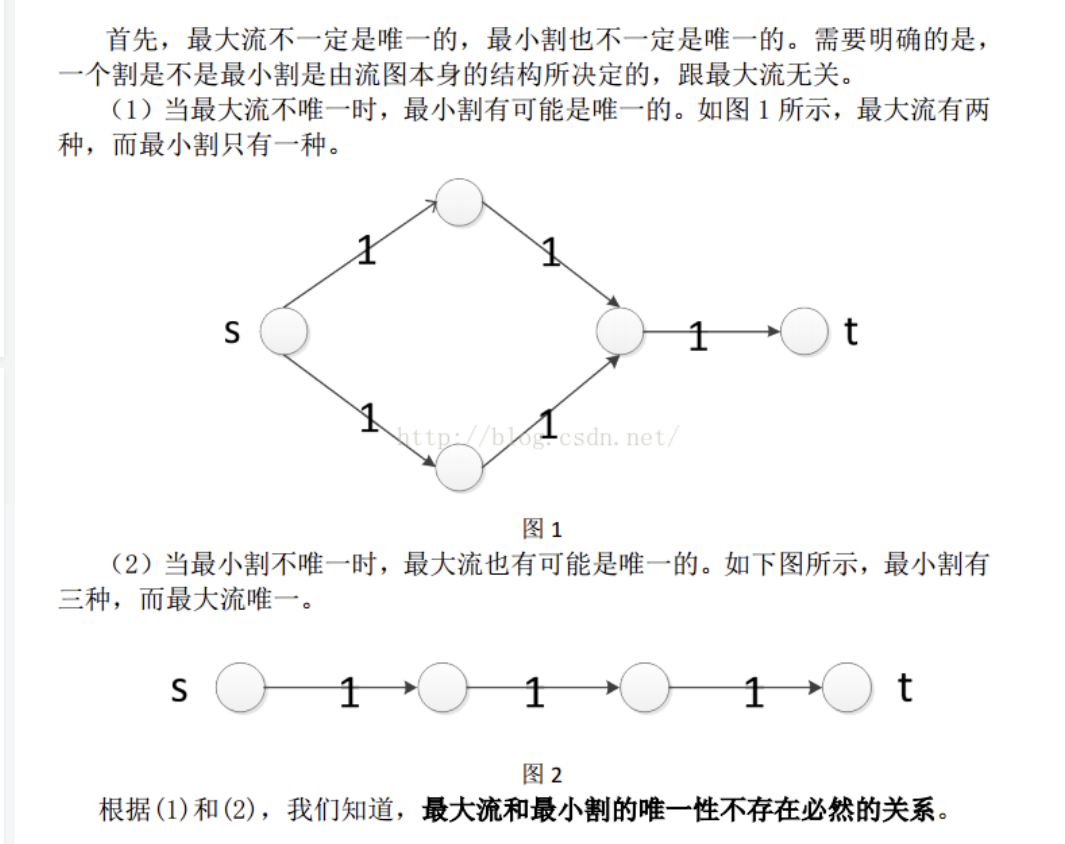 首先，最大流不一定是唯一的，最小割也不一定是唯一的。需要明确的是，
一个割是不是最小割是由流图本身的结构所决定的，跟最大流无关。
（1）当最大流不唯一时，最小割有可能是唯一的。如图 1 所示，最大流有两
种，而最小割只有一种。
1
1
s
1
t
1
1
http://blog.csdn.net/
图 1
（2）当最小割不唯一时，最大流也有可能是唯一的。如下图所示，最小割有
三种，而最大流唯一。
s 1 1 1 t
图 2
根据(1)和(2)，我们知道，最大流和最小割的唯一性不存在必然的关系。